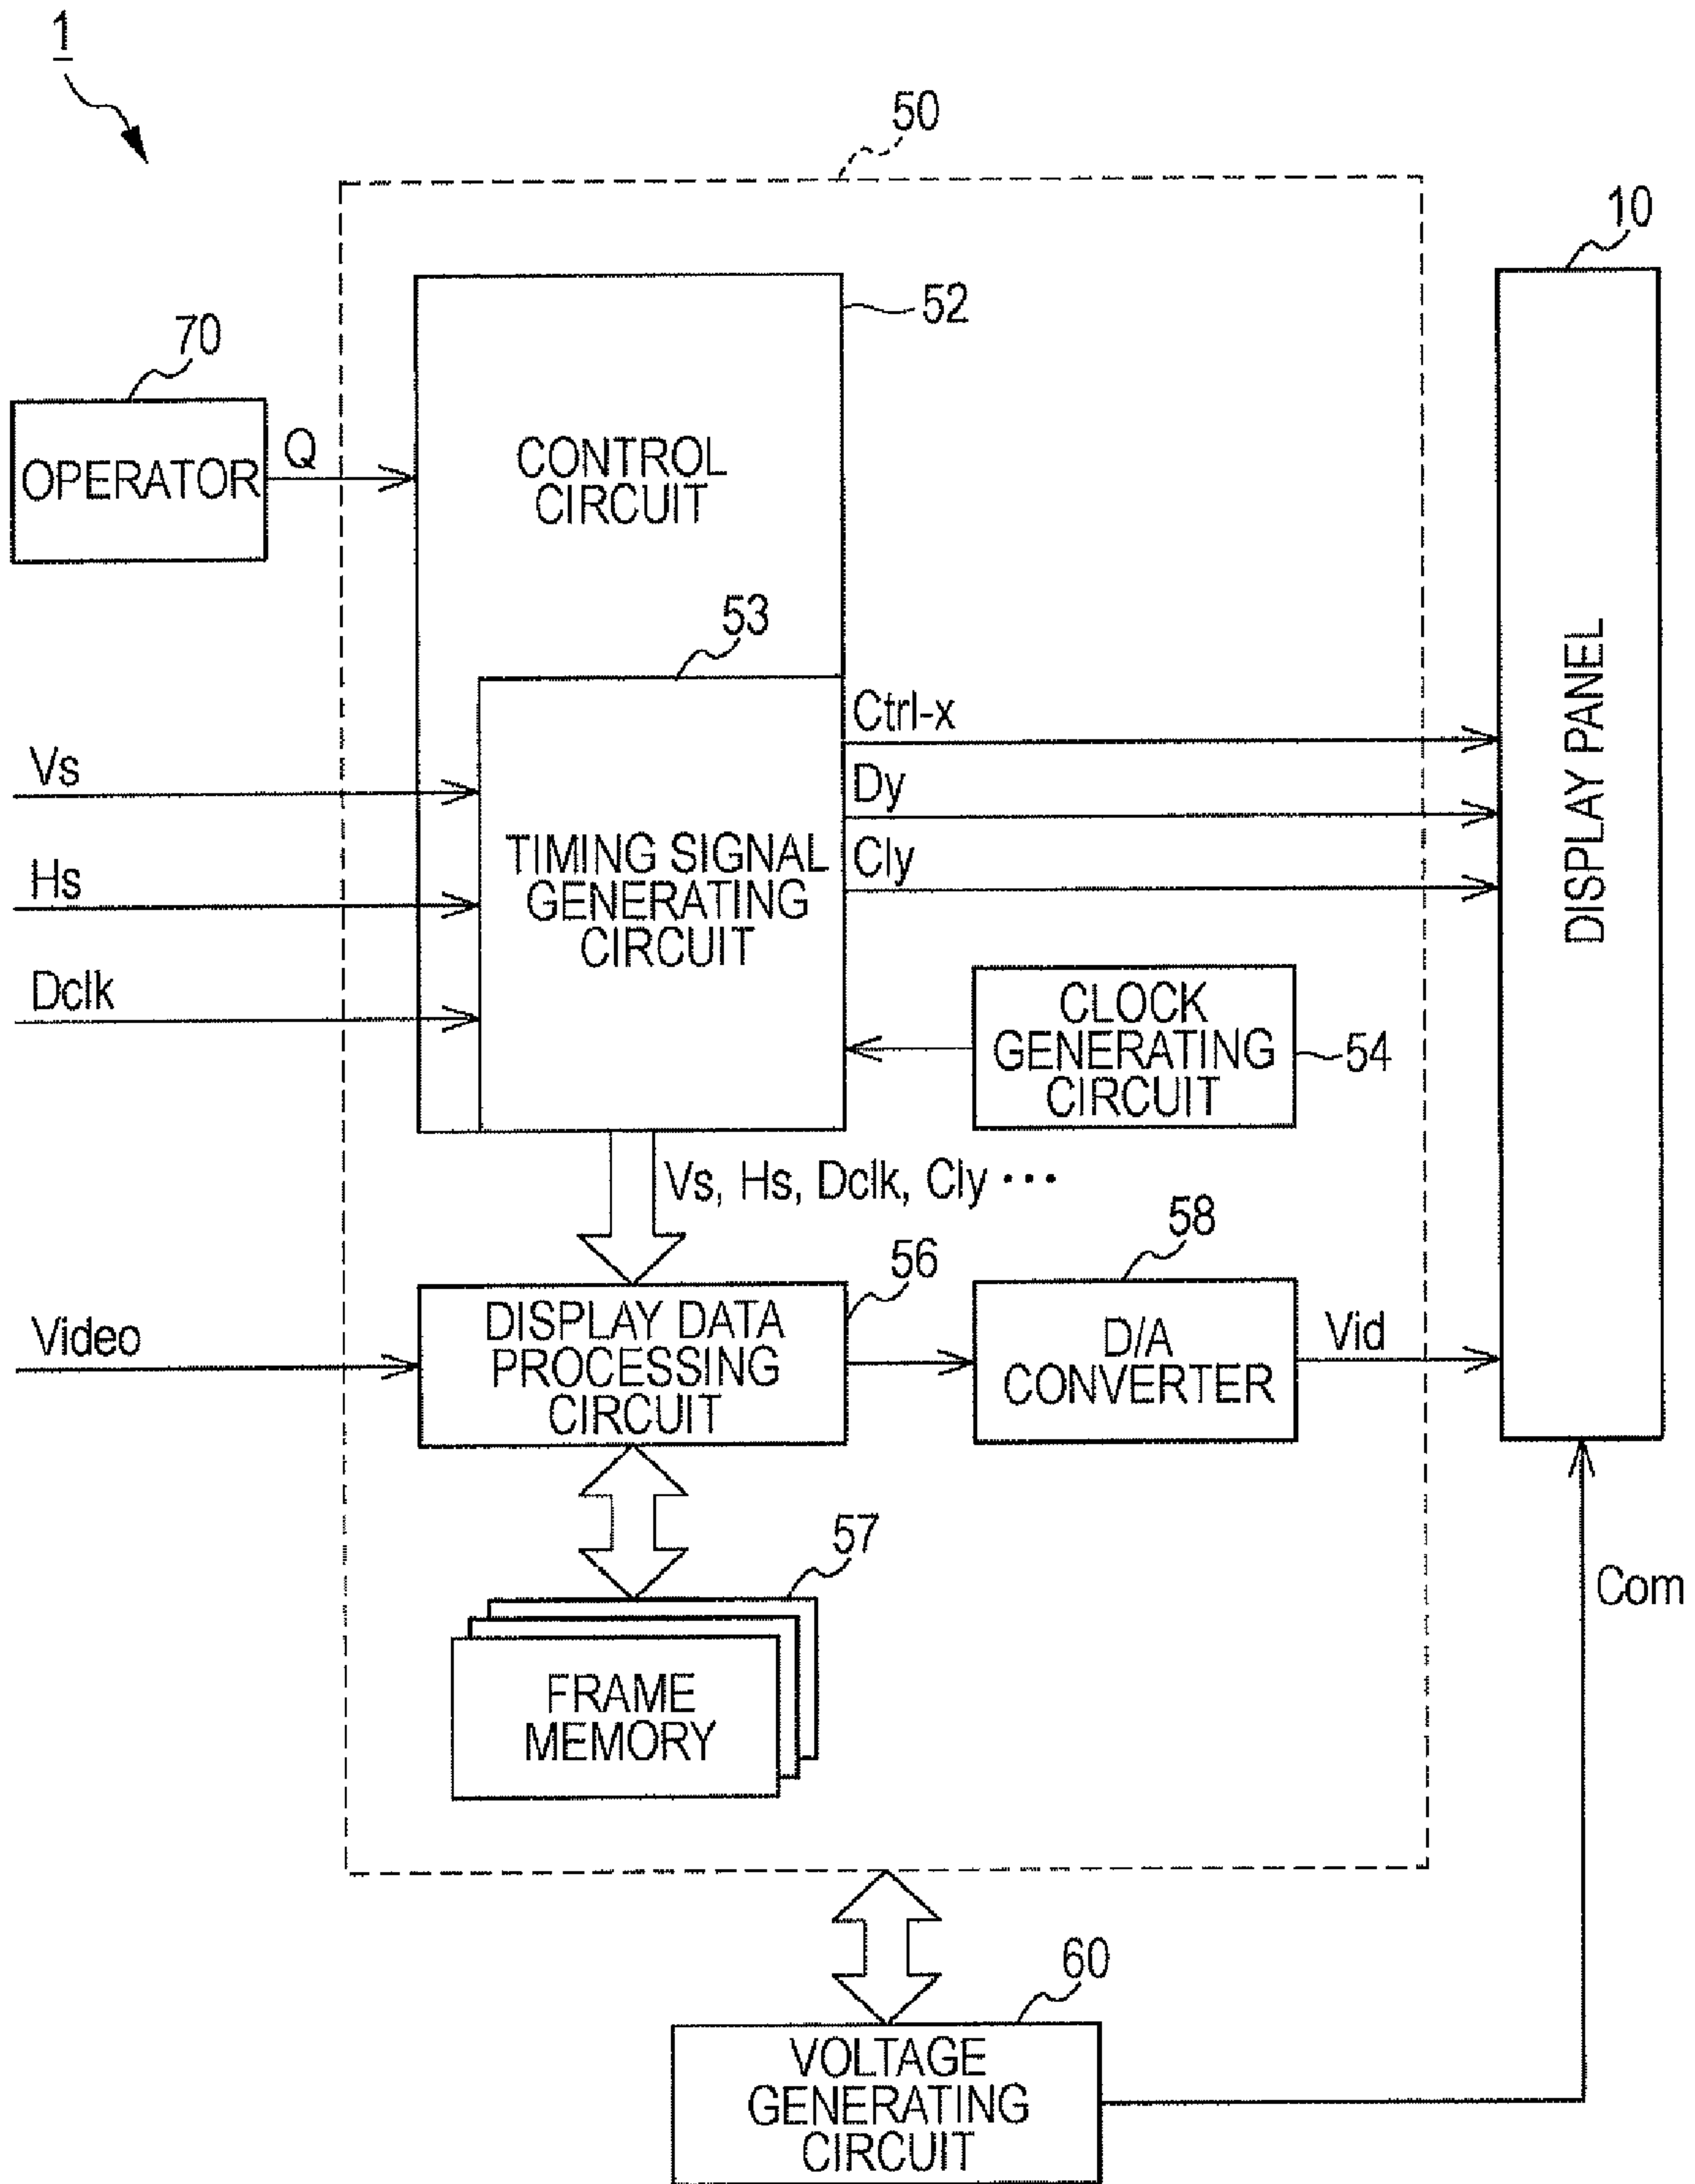 1
50
10
52
70
OPERATOR
Q
CONTROL
CIRCUIT
53
Ctrl-x
Vs
Dy
TIMING SIGNAL
GENERATING
CIRCUIT
Cly
Hs
DISPLAY PANEL
Dclk
CLOCK
GENERATING
CIRCUIT
54
Vs, Hs, Dclk, Cly •••
58
56
Video
DISPLAY DATA
PROCESSING
CIRCUIT
D/A
CONVERTER
Vid
57
Com
FRAME
MEMORY
60
VOLTAGE
GENERATING
CIRCUIT